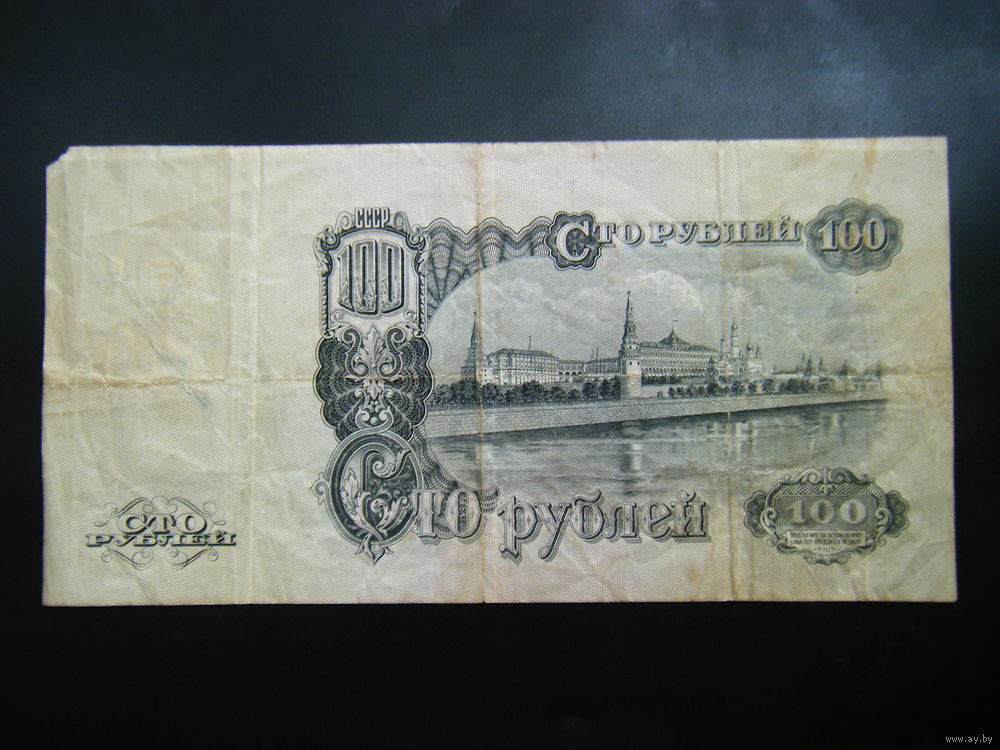 СССР
100
Сто рублей 100
Сто рублей
100
СТО
РУБЛЕЙ
www.ay.by